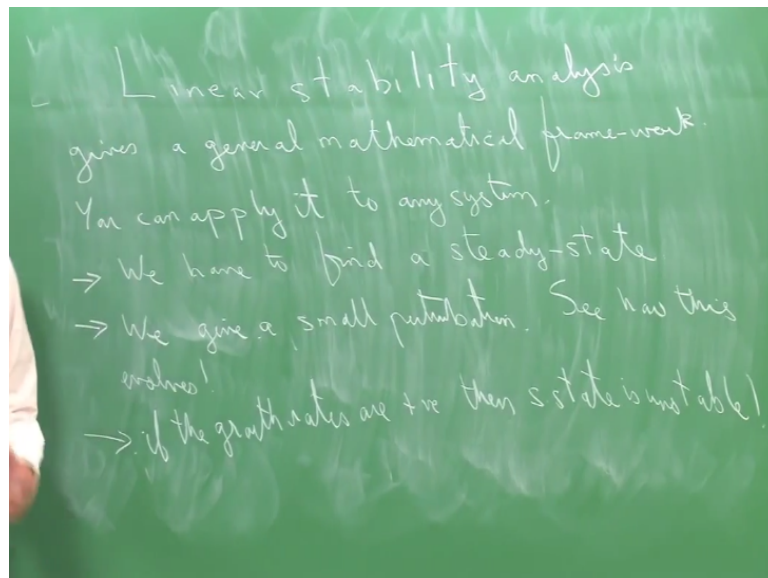 Linear stability analysis
gives a general mathematical frame-work.
You can apply it to any system.
→ We have to find a steady-state
→ We give a small perturbation. See how this
evolves!
→ if the growth rates are +ve then s state is unstable!